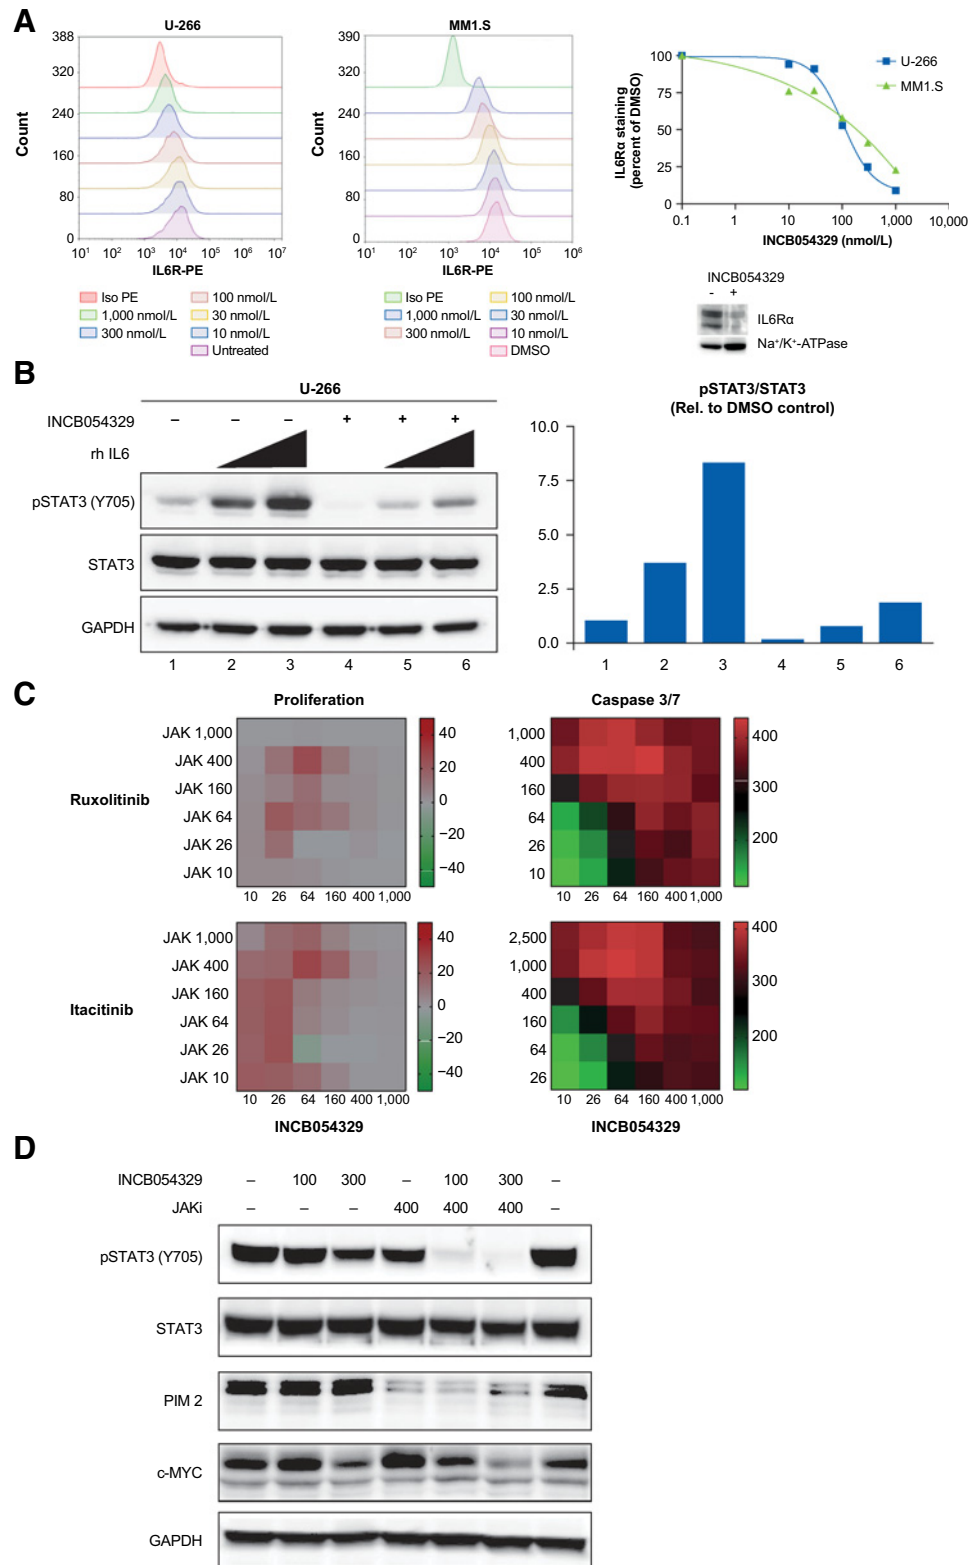 A
U-266
388
320
240
160
80
0
Count
10¹ 10² 10³ 10⁴ 10⁵ 10⁶ 10⁷
IL6R-PE
Iso PE
1,000 nmol/L
300 nmol/L
100 nmol/L
30 nmol/L
10 nmol/L
Untreated
MM1.S
390
320
240
160
80
0
Count
10¹ 10² 10³ 10⁴ 10⁵ 10⁶
IL6R-PE
Iso PE
1,000 nmol/L
300 nmol/L
100 nmol/L
30 nmol/L
10 nmol/L
DMSO
100
75
50
25
0
IL6Rα staining
(percent of DMSO)
0.1 1 10 100 1,000 10,000
INCB054329 (nmol/L)
U-266
MM1.S
INCB054329
- +
IL6Rα
Na⁺/K⁺-ATPase
B
U-266
INCB054329 – – – + + +
rh IL6
pSTAT3 (Y705)
STAT3
GAPDH
1 2 3 4 5 6
pSTAT3/STAT3
(Rel. to DMSO control)
10.0
7.5
5.0
2.5
0.0
1 2 3 4 5 6
C
Proliferation
Ruxolitinib
JAK 1,000
JAK 400
JAK 160
JAK 64
JAK 26
JAK 10
10 26 64 160 400 1,000
40
20
0
−20
−40
Caspase 3/7
1,000
400
160
64
26
10
10 26 64 160 400 1,000
400
300
200
Itacitinib
JAK 1,000
JAK 400
JAK 160
JAK 64
JAK 26
JAK 10
10 26 64 160 400 1,000
INCB054329
40
20
0
−20
−40
2,500
1,000
400
160
64
26
10 26 64 160 400 1,000
INCB054329
400
300
200
D
INCB054329 – 100 300 – 100 300 –
JAKi – – – 400 400 400 –
pSTAT3 (Y705)
STAT3
PIM 2
c-MYC
GAPDH